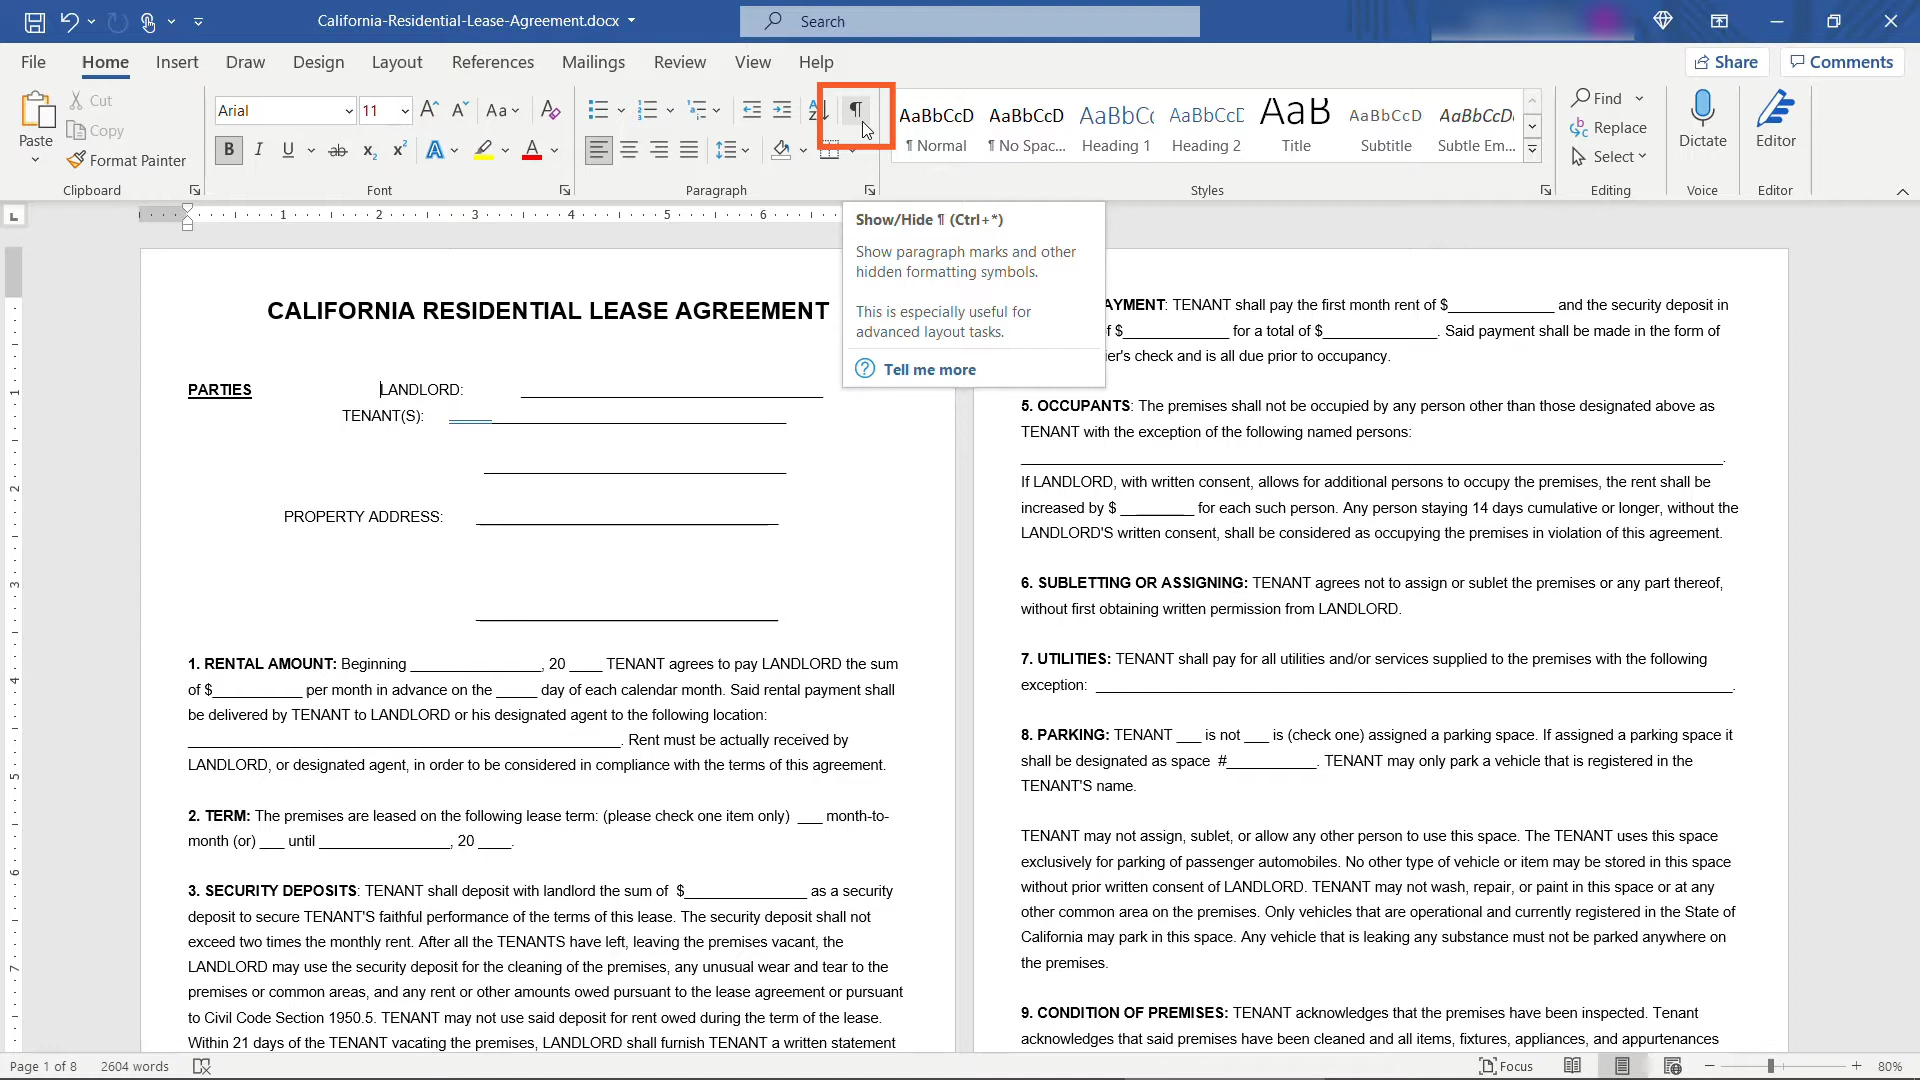 California-Residential-Lease-Agreement.docx
Search
File Home Insert Draw Design Layout References Mailings Review View Help
Share Comments
Paste
Cut
Copy
Format Painter
Clipboard
Arial 11
Aa
B I U ab x₂ x² A A
Font
Paragraph
¶
AaBbCcD AaBbCcD AaBbCc AaBbCcD AaB AaBbCcD AaBbCcD
¶ Normal ¶ No Spac... Heading 1 Heading 2 Title Subtitle Subtle Em...
Styles
Find
Replace
Select
Editing
Dictate
Voice
Editor
Editor
L
1 2 3 4 5 6
Show/Hide ¶ (Ctrl+*)
Show paragraph marks and other
hidden formatting symbols.
This is especially useful for
advanced layout tasks.
Tell me more
1
2
3
4
5
6
7
CALIFORNIA RESIDENTIAL LEASE AGREEMENT
PARTIES LANDLORD: ____________________
TENANT(S): ____________________
____________________
PROPERTY ADDRESS: ____________________
____________________
1. RENTAL AMOUNT: Beginning ________________, 20 ____ TENANT agrees to pay LANDLORD the sum
of $___________ per month in advance on the _____ day of each calendar month. Said rental payment shall
be delivered by TENANT to LANDLORD or his designated agent to the following location:
_____________________________________________________. Rent must be actually received by
LANDLORD, or designated agent, in order to be considered in compliance with the terms of this agreement.
2. TERM: The premises are leased on the following lease term: (please check one item only) ___ month-to-
month (or) ___ until ________________, 20 ____.
3. SECURITY DEPOSITS: TENANT shall deposit with landlord the sum of $_______________ as a security
deposit to secure TENANT'S faithful performance of the terms of this lease. The security deposit shall not
exceed two times the monthly rent. After all the TENANTS have left, leaving the premises vacant, the
LANDLORD may use the security deposit for the cleaning of the premises, any unusual wear and tear to the
premises or common areas, and any rent or other amounts owed pursuant to the lease agreement or pursuant
to Civil Code Section 1950.5. TENANT may not use said deposit for rent owed during the term of the lease.
Within 21 days of the TENANT vacating the premises, LANDLORD shall furnish TENANT a written statement
AYMENT: TENANT shall pay the first month rent of $_____________ and the security deposit in
of $_____________ for a total of $______________. Said payment shall be made in the form of
ier's check and is all due prior to occupancy.
5. OCCUPANTS: The premises shall not be occupied by any person other than those designated above as
TENANT with the exception of the following named persons:
______________________________________________________________________________________.
If LANDLORD, with written consent, allows for additional persons to occupy the premises, the rent shall be
increased by $ _________ for each such person. Any person staying 14 days cumulative or longer, without the
LANDLORD'S written consent, shall be considered as occupying the premises in violation of this agreement.
6. SUBLETTING OR ASSIGNING: TENANT agrees not to assign or sublet the premises or any part thereof,
without first obtaining written permission from LANDLORD.
7. UTILITIES: TENANT shall pay for all utilities and/or services supplied to the premises with the following
exception: ______________________________________________________________________________.
8. PARKING: TENANT ___ is not ___ is (check one) assigned a parking space. If assigned a parking space it
shall be designated as space #___________. TENANT may only park a vehicle that is registered in the
TENANT'S name.
TENANT may not assign, sublet, or allow any other person to use this space. The TENANT uses this space
exclusively for parking of passenger automobiles. No other type of vehicle or item may be stored in this space
without prior written consent of LANDLORD. TENANT may not wash, repair, or paint in this space or at any
other common area on the premises. Only vehicles that are operational and currently registered in the State of
California may park in this space. Any vehicle that is leaking any substance must not be parked anywhere on
the premises.
9. CONDITION OF PREMISES: TENANT acknowledges that the premises have been inspected. Tenant
acknowledges that said premises have been cleaned and all items, fixtures, appliances, and appurtenances
Page 1 of 8 2604 words Focus 80%